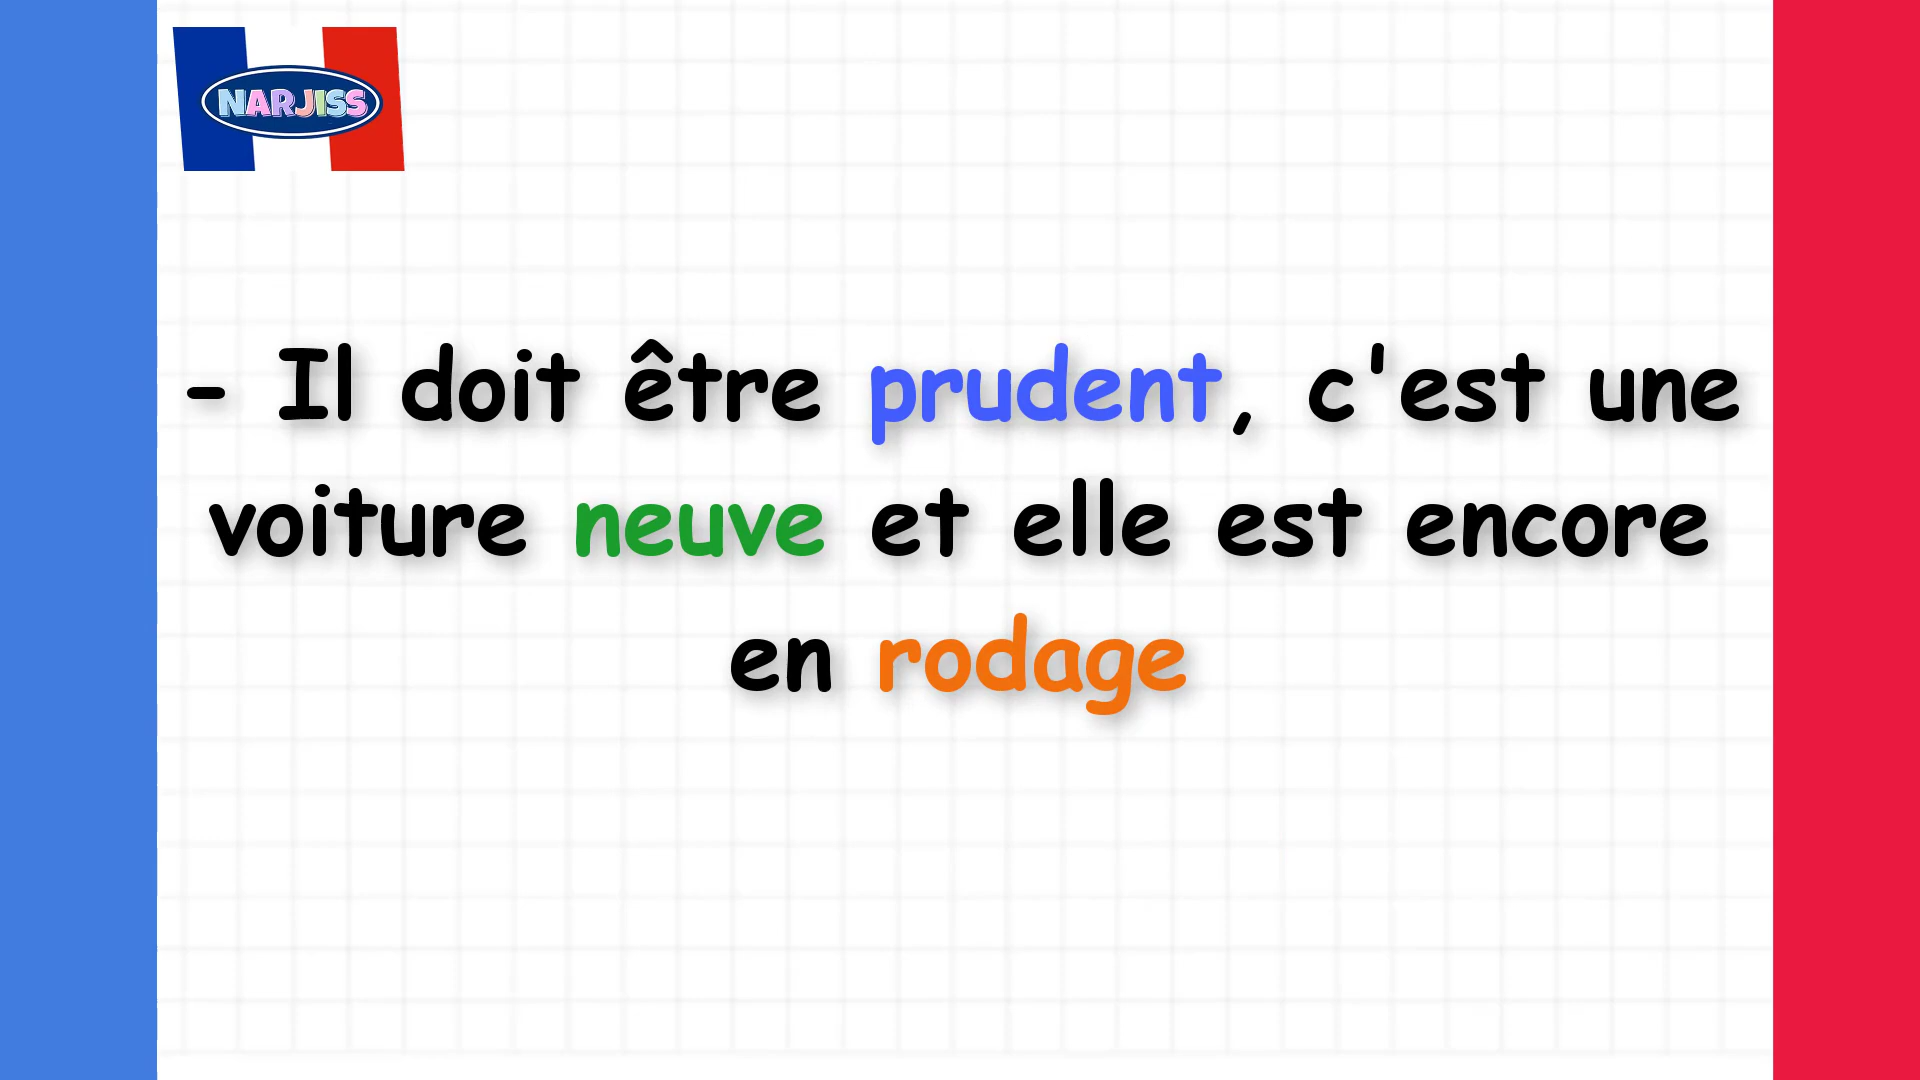 NARJISS
- Il doit être prudent, c'est une
voiture neuve et elle est encore
en rodage